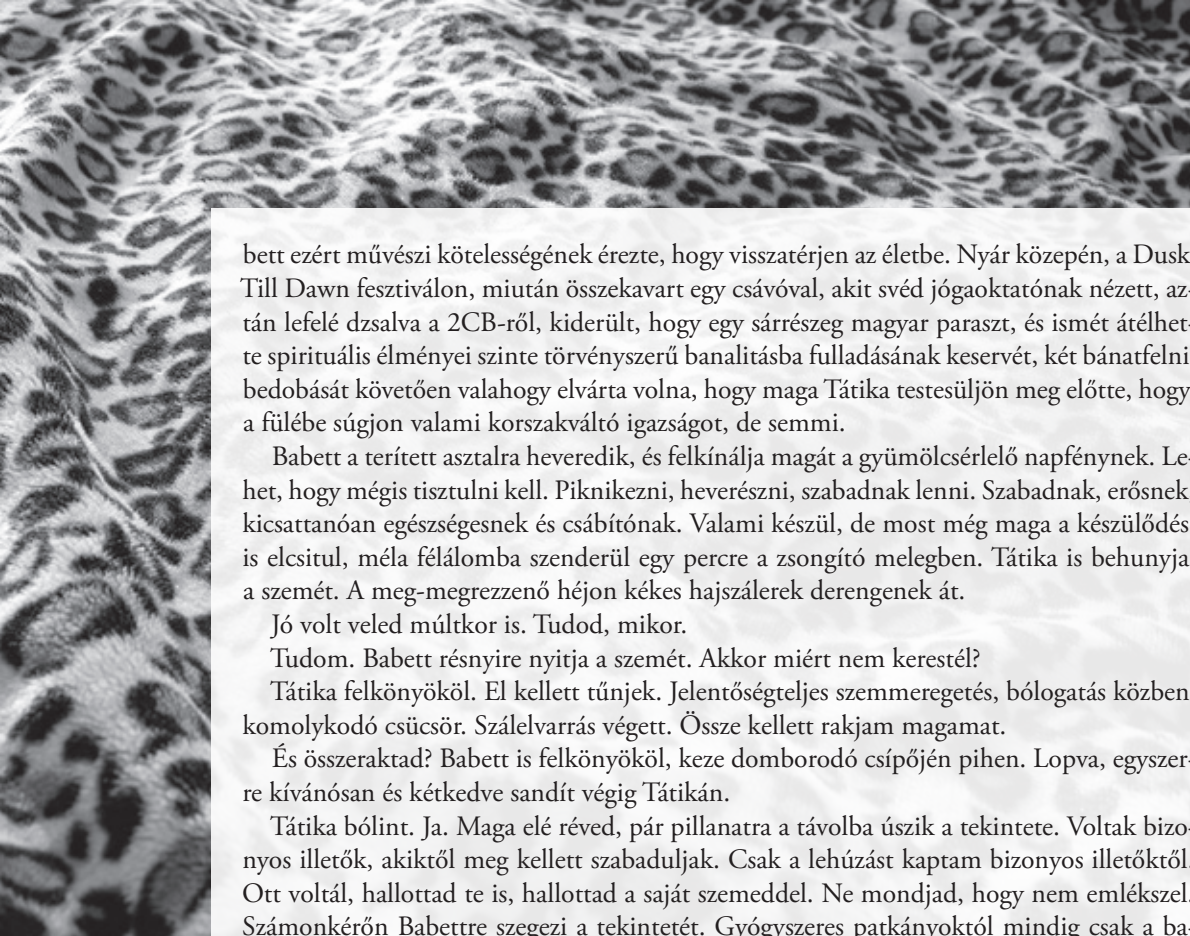 bett ezért művészi kötelességének érezte, hogy visszatérjen az életbe. Nyár közepén, a Dusk
Till Dawn fesztiválon, miután összekavart egy csávóval, akit svéd jógaoktatónak nézett, az-
tán lefelé dzsalva a 2CB-ről, kiderült, hogy egy sárrészeg magyar paraszt, és ismét átélhet-
te spirituális élményei szinte törvényszerű banalitásba fulladásának keservét, két bánatfelni
bedobását követően valahogy elvárta volna, hogy maga Tátika testesüljön meg előtte, hogy
a fülébe súgjon valami korszakváltó igazságot, de semmi.
Babett a terített asztalra heveredik, és felkínálja magát a gyümölcsérlelő napfénynek. Le-
het, hogy mégis tisztulni kell. Piknikezni, heverészni, szabadnak lenni. Szabadnak, erősnek
kicsattanóan egészségesnek és csábítónak. Valami készül, de most még maga a készülődés
is elcsitul, méla félálomba szenderül egy percre a zsongító melegben. Tátika is behunyja
a szemét. A meg-megrezzenő héjon kékes hajszálerek derengenek át.
Jó volt veled múltkor is. Tudod, mikor.
Tudom. Babett résnyire nyitja a szemét. Akkor miért nem kerestél?
Tátika felkönyököl. El kellett tűnjek. Jelentőségteljes szemmeregetés, bólogatás közben
komolykodó csücsör. Szálelvarrás végett. Össze kellett rakjam magamat.
És összeraktad? Babett is felkönyököl, keze domborodó csípőjén pihen. Lopva, egyszer-
re kívánósan és kétkedve sandít végig Tátikán.
Tátika bólint. Ja. Maga elé réved, pár pillanatra a távolba úszik a tekintete. Voltak bizo-
nyos illetők, akiktől meg kellett szabaduljak. Csak a lehúzást kaptam bizonyos illetőktől.
Ott voltál, hallottad te is, hallottad a saját szemeddel. Ne mondjad, hogy nem emlékszel.
Számonkérőn Babettre szegezi a tekintetét. Gyógyszeres patkányoktól mindig csak a ba-